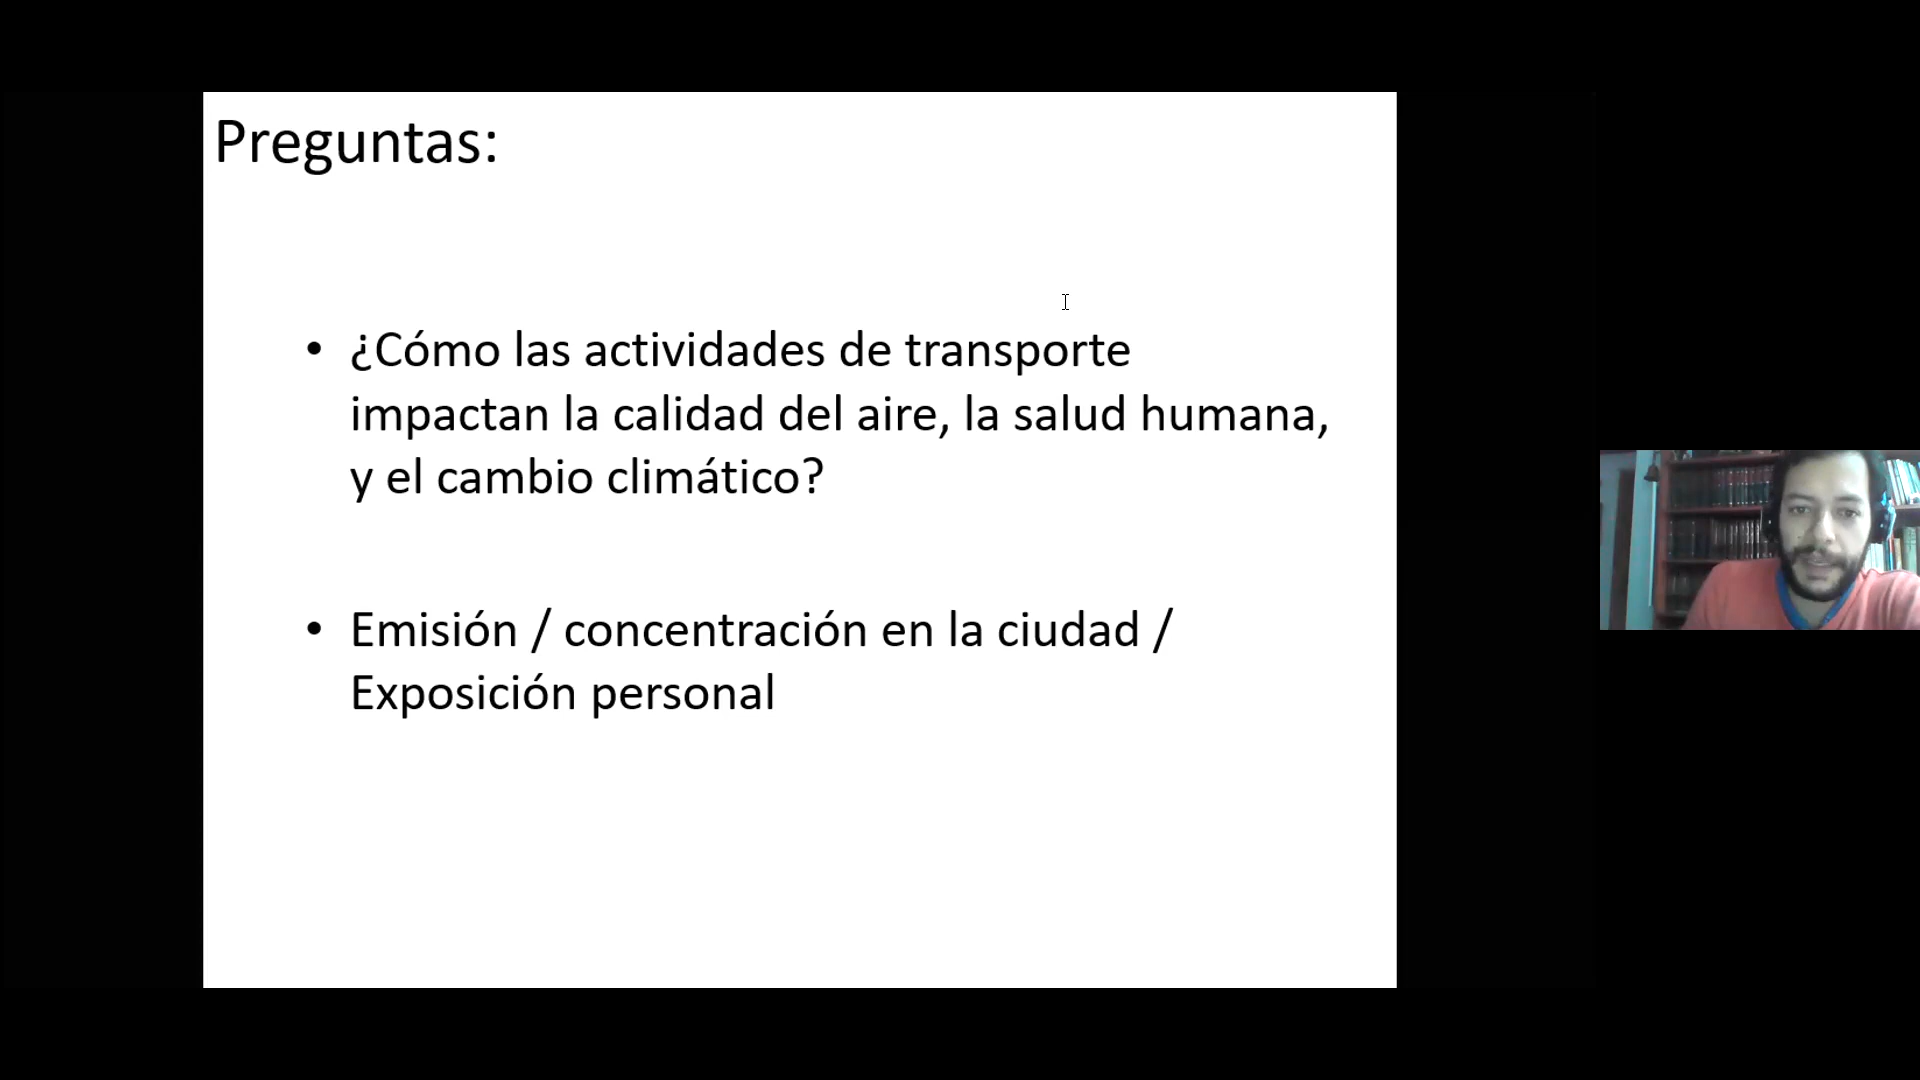 Preguntas:
• ¿Cómo las actividades de transporte
impactan la calidad del aire, la salud humana,
y el cambio climático?
• Emisión / concentración en la ciudad /
Exposición personal